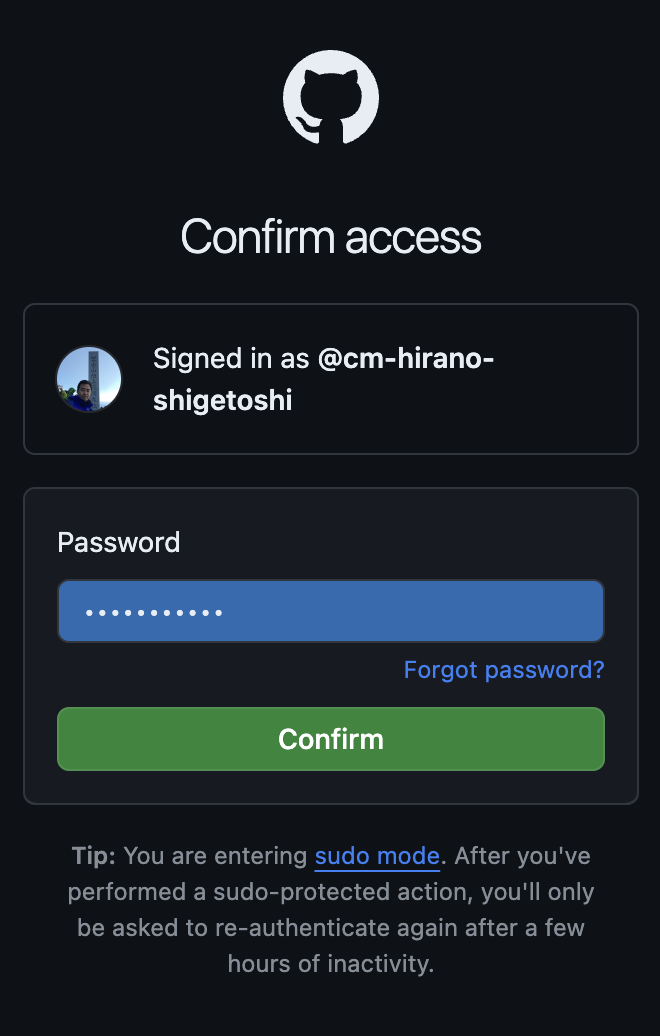 Confirm access
Signed in as @cm-hirano-
shigetoshi
Password
•••••••••••
Forgot password?
Confirm
Tip: You are entering sudo mode. After you've
performed a sudo-protected action, you'll only
be asked to re-authenticate again after a few
hours of inactivity.